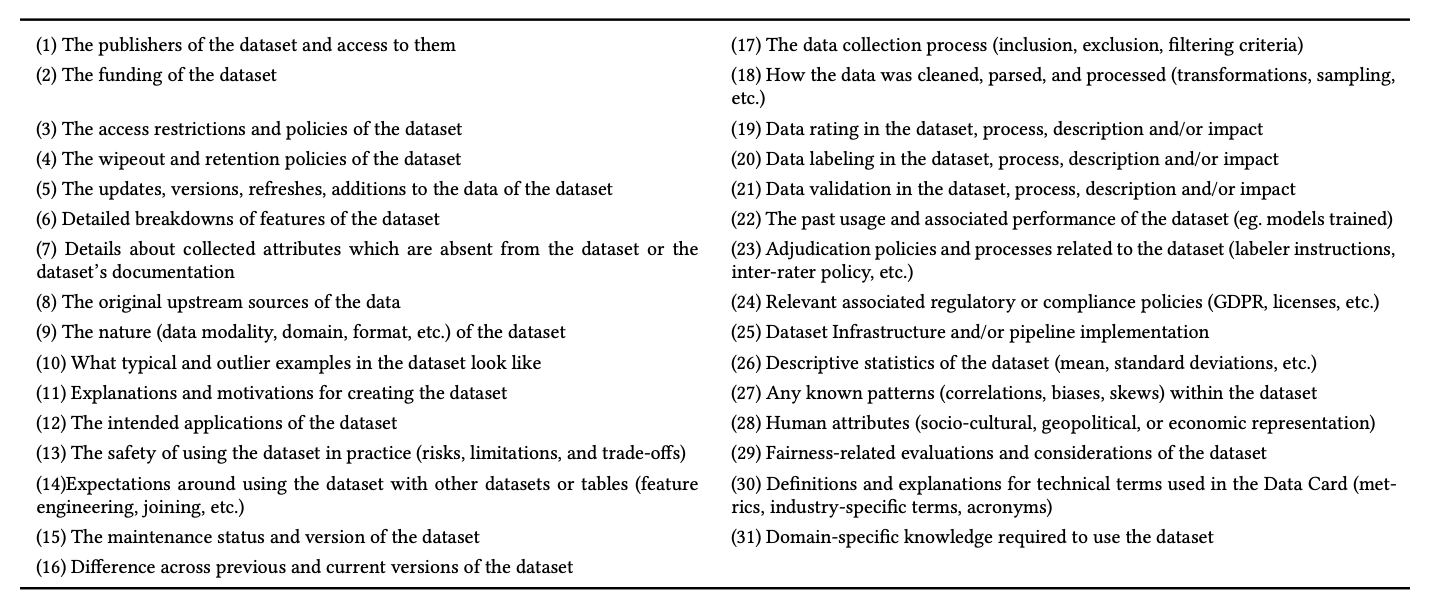 (1) The publishers of the dataset and access to them
(2) The funding of the dataset
(3) The access restrictions and policies of the dataset
(4) The wipeout and retention policies of the dataset
(5) The updates, versions, refreshes, additions to the data of the dataset
(6) Detailed breakdowns of features of the dataset
(7) Details about collected attributes which are absent from the dataset or the
dataset’s documentation
(8) The original upstream sources of the data
(9) The nature (data modality, domain, format, etc.) of the dataset
(10) What typical and outlier examples in the dataset look like
(11) Explanations and motivations for creating the dataset
(12) The intended applications of the dataset
(13) The safety of using the dataset in practice (risks, limitations, and trade-offs)
(14)Expectations around using the dataset with other datasets or tables (feature
engineering, joining, etc.)
(15) The maintenance status and version of the dataset
(16) Difference across previous and current versions of the dataset
(17) The data collection process (inclusion, exclusion, filtering criteria)
(18) How the data was cleaned, parsed, and processed (transformations, sampling,
etc.)
(19) Data rating in the dataset, process, description and/or impact
(20) Data labeling in the dataset, process, description and/or impact
(21) Data validation in the dataset, process, description and/or impact
(22) The past usage and associated performance of the dataset (eg. models trained)
(23) Adjudication policies and processes related to the dataset (labeler instructions,
inter-rater policy, etc.)
(24) Relevant associated regulatory or compliance policies (GDPR, licenses, etc.)
(25) Dataset Infrastructure and/or pipeline implementation
(26) Descriptive statistics of the dataset (mean, standard deviations, etc.)
(27) Any known patterns (correlations, biases, skews) within the dataset
(28) Human attributes (socio-cultural, geopolitical, or economic representation)
(29) Fairness-related evaluations and considerations of the dataset
(30) Definitions and explanations for technical terms used in the Data Card (met-
rics, industry-specific terms, acronyms)
(31) Domain-specific knowledge required to use the dataset